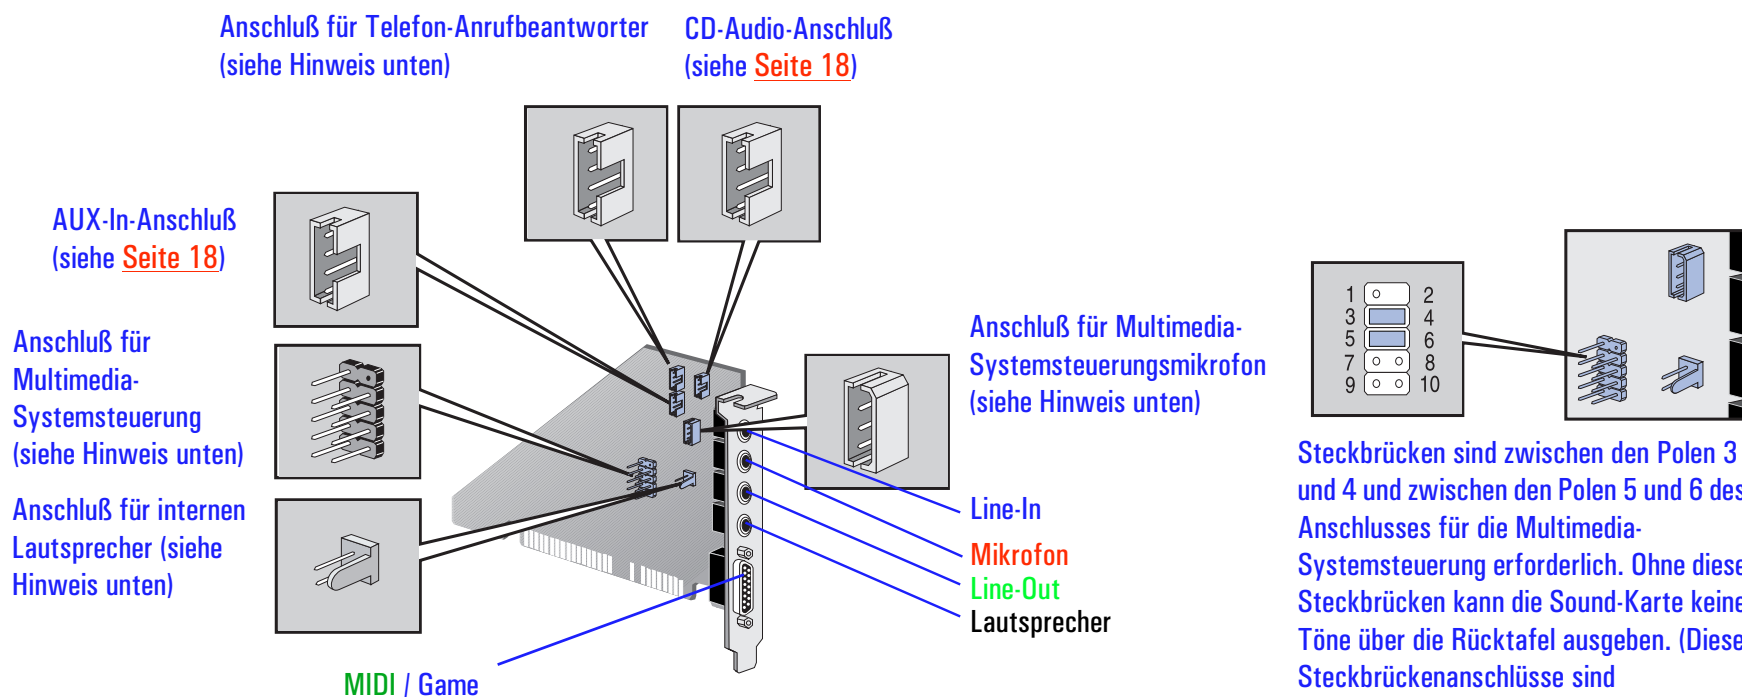 Anschluß für Telefon-Anrufbeantworter
(siehe Hinweis unten)
CD-Audio-Anschluß
(siehe Seite 18)
AUX-In-Anschluß
(siehe Seite 18)
Anschluß für
Multimedia-
Systemsteuerung
(siehe Hinweis unten)
Anschluß für internen
Lautsprecher (siehe
Hinweis unten)
MIDI / Game
Anschluß für Multimedia-
Systemsteuerungsmikrofon
(siehe Hinweis unten)
Line-In
Mikrofon
Line-Out
Lautsprecher
1 2
3 4
5 6
7 8
9 10
Steckbrücken sind zwischen den Polen 3
und 4 und zwischen den Polen 5 und 6 des
Anschlusses für die Multimedia-
Systemsteuerung erforderlich. Ohne diese
Steckbrücken kann die Sound-Karte keine
Töne über die Rücktafel ausgeben. (Diese
Steckbrückenanschlüsse sind